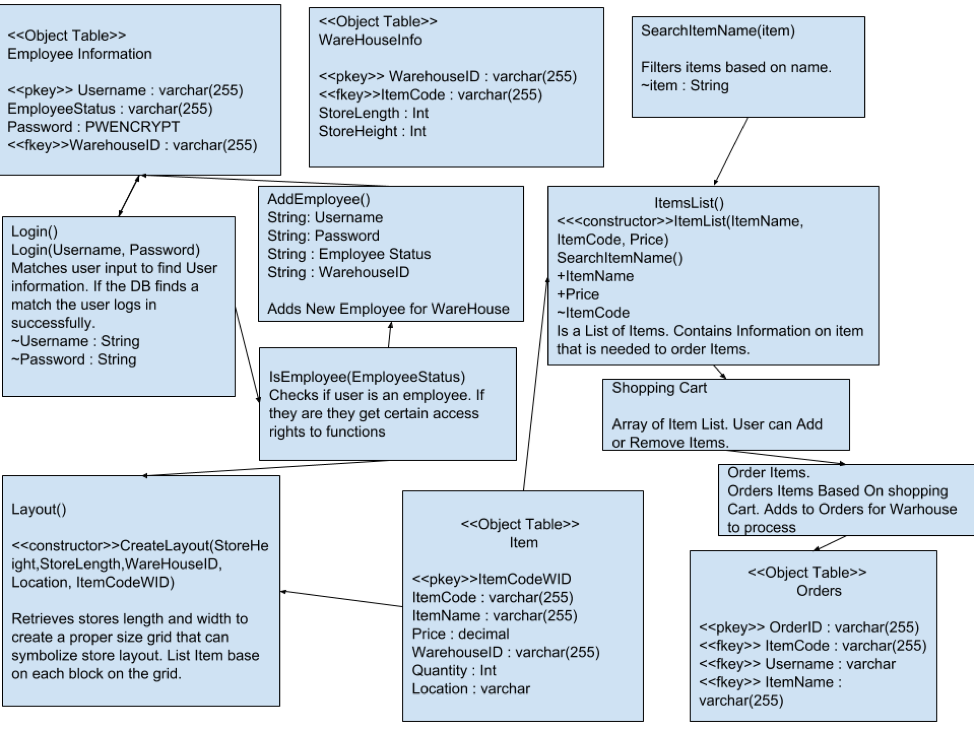 <<Object Table>>
Employee Information
<<pkey>> Username : varchar(255)
EmployeeStatus : varchar(255)
Password : PWENCRYPT
<<fkey>>WarehouseID : varchar(255)
<<Object Table>>
WareHouseInfo
<<pkey>> WarehouseID : varchar(255)
<<fkey>>ItemCode : varchar(255)
StoreLength : Int
StoreHeight : Int
SearchItemName(item)
Filters items based on name.
~item : String
Login()
Login(Username, Password)
Matches user input to find User
information. If the DB finds a
match the user logs in
successfully.
~Username : String
~Password : String
AddEmployee()
String: Username
String: Password
String : Employee Status
String : WarehouseID
Adds New Employee for WareHouse
ItemsList()
<<<constructor>>ItemList(ItemName,
ItemCode, Price)
SearchItemName()
+ItemName
+Price
~ItemCode
Is a List of Items. Contains Information on item
that is needed to order Items.
IsEmployee(EmployeeStatus)
Checks if user is an employee. If
they are they get certain access
rights to functions
Shopping Cart
Array of Item List. User can Add
or Remove Items.
Order Items.
Orders Items Based On shopping
Cart. Adds to Orders for Warhouse
to process
Layout()
<<constructor>>CreateLayout(StoreHe
ight,StoreLength,WareHouseID,
Location, ItemCodeWID)
Retrieves stores length and width to
create a proper size grid that can
symbolize store layout. List Item base
on each block on the grid.
<<Object Table>>
Item
<<pkey>>ItemCodeWID
ItemCode : varchar(255)
ItemName : varchar(255)
Price : decimal
WarehouseID : varchar(255)
Quantity : Int
Location : varchar
<<Object Table>>
Orders
<<pkey>> OrderID : varchar(255)
<<fkey>> ItemCode : varchar(255)
<<fkey>> Username : varchar
<<fkey>> ItemName :
varchar(255)